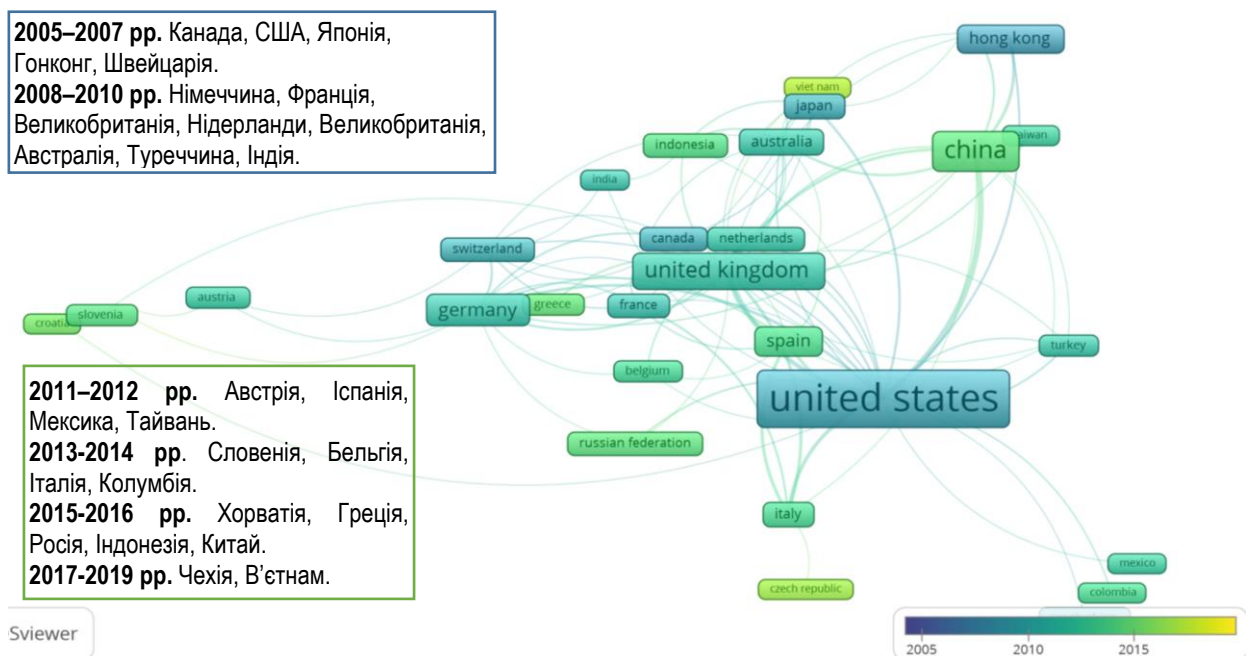 2005–2007 рр. Канада, США, Японія,
Гонконг, Швейцарія.
2008–2010 рр. Німеччина, Франція,
Великобританія, Нідерланди, Великобританія,
Австралія, Туреччина, Індія.
hong kong
viet nam
japan
indonesia
australia
china
india
canada
netherlands
switzerland
united kingdom
austria
germany
greece
france
croatia
slovenia
spain
turkey
belgium
united states
2011–2012 рр. Австрія, Іспанія,
Мексика, Тайвань.
2013-2014 рр. Словенія, Бельгія,
Італія, Колумбія.
2015-2016 рр. Хорватія, Греція,
Росія, Індонезія, Китай.
2017-2019 рр. Чехія, В’єтнам.
russian federation
italy
mexico
czech republic
colombia
Sviewer
2005 2010 2015